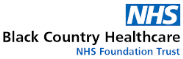 NHS
Black Country Healthcare
NHS Foundation Trust